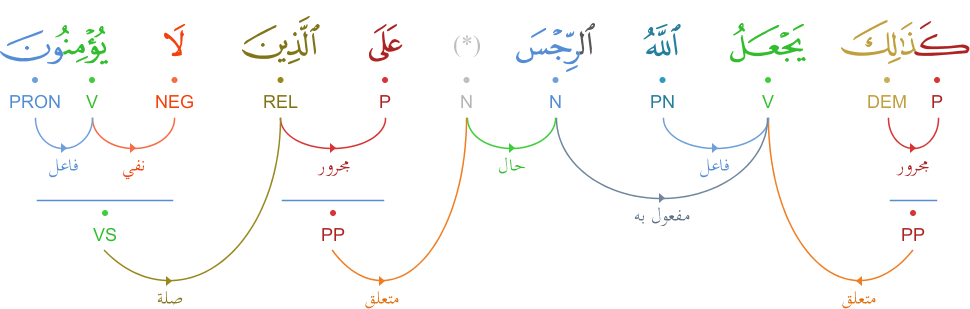 كَذَٰلِكَ يَجْعَلُ ٱللَّهُ ٱلرِّجْسَ (*) عَلَى ٱلَّذِينَ لَا يُؤْمِنُونَ
P DEM V PN N N P REL NEG V PRON
مجرور فاعل حال مجرور نفي فاعل
مفعول به
PP PP VS
متعلق متعلق صلة